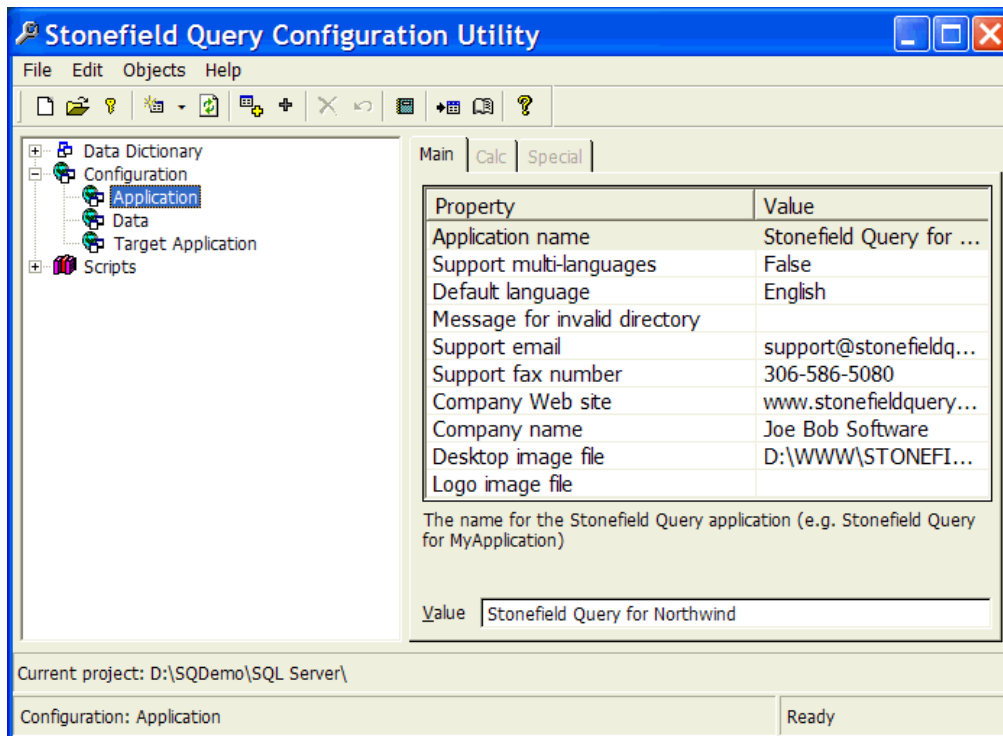 Stonefield Query Configuration Utility
File Edit Objects Help
Data Dictionary
Configuration
Application
Data
Target Application
Scripts
Main Calc Special
Property Value
Application name Stonefield Query for ...
Support multi-languages False
Default language English
Message for invalid directory
Support email support@stonefieldq...
Support fax number 306-586-5080
Company Web site www.stonefieldquery...
Company name Joe Bob Software
Desktop image file D:\WWW\STONEFI...
Logo image file
The name for the Stonefield Query application (e.g. Stonefield Query
for MyApplication)
Value Stonefield Query for Northwind
Current project: D:\SQDemo\SQL Server\
Configuration: Application Ready